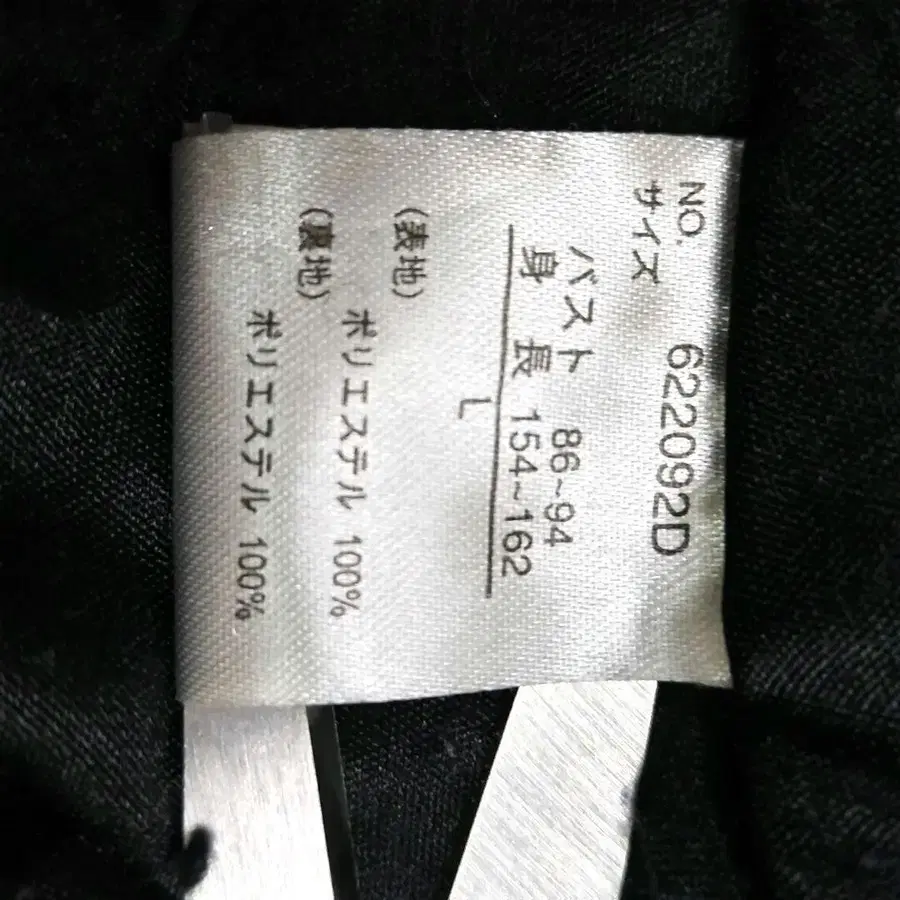 NO. 622092D
サイズ
バスト 86~94
身 長 154~162
L
(表地)
ポリエステル 100%
(裏地)
ポリエステル 100%